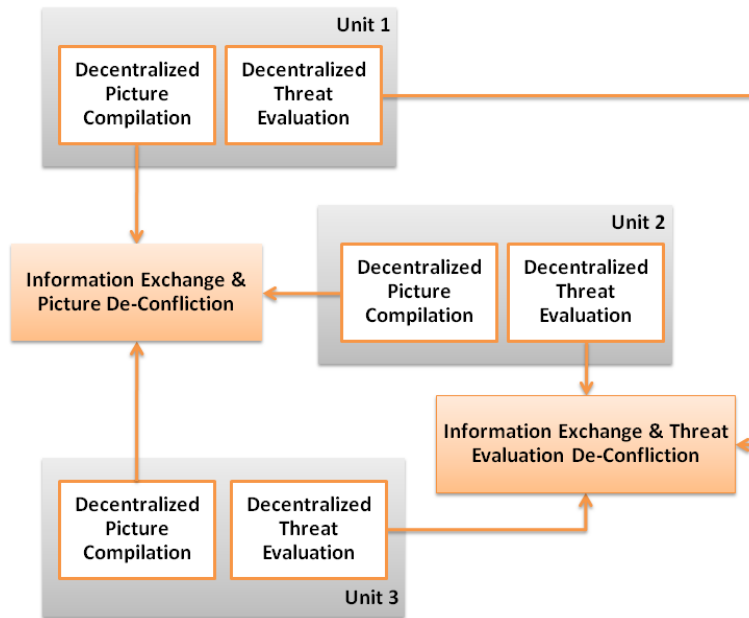 Unit 1
Decentralized
Picture
Compilation
Decentralized
Threat
Evaluation
Unit 2
Information Exchange &
Picture De-Confliction
Decentralized
Picture
Compilation
Decentralized
Threat
Evaluation
Information Exchange & Threat
Evaluation De-Confliction
Decentralized
Picture
Compilation
Decentralized
Threat
Evaluation
Unit 3